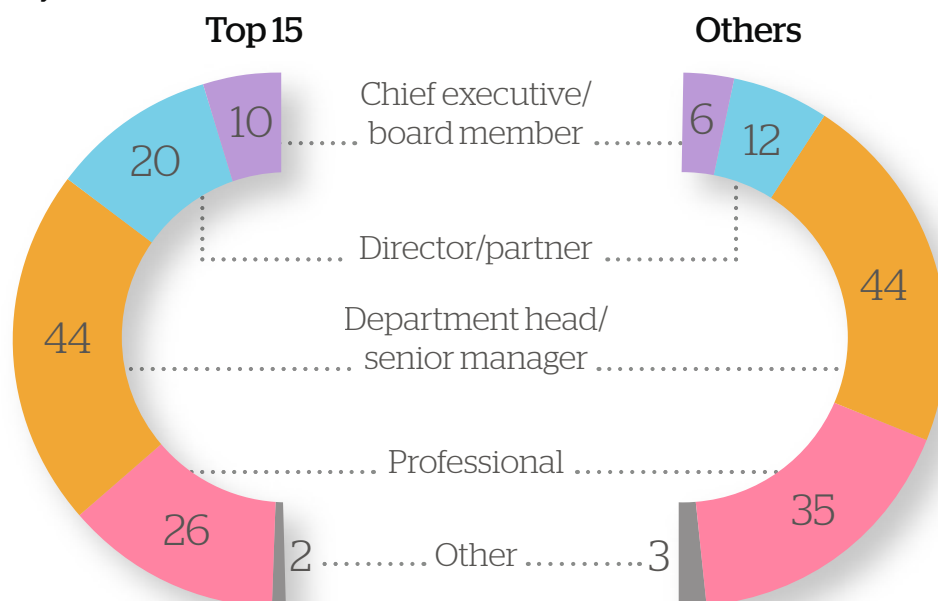 Top 15
Others
10
Chief executive/
board member
6
20
12
Director/partner
44
Department head/
senior manager
44
Professional
26
35
2
Other
3